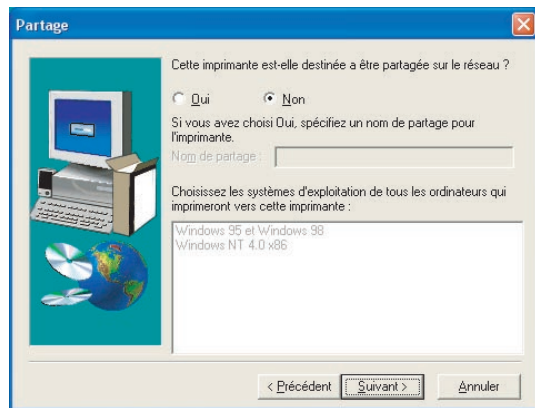 Partage
Cette imprimante est-elle destinée a être partagée sur le réseau ?
Oui Non
Si vous avez choisi Oui, spécifiez un nom de partage pour
l'imprimante.
Nom de partage :
Choisissez les systèmes d'exploitation de tous les ordinateurs qui
imprimeront vers cette imprimante :
Windows 95 et Windows 98
Windows NT 4.0 x86
< Précédent Suivant > Annuler